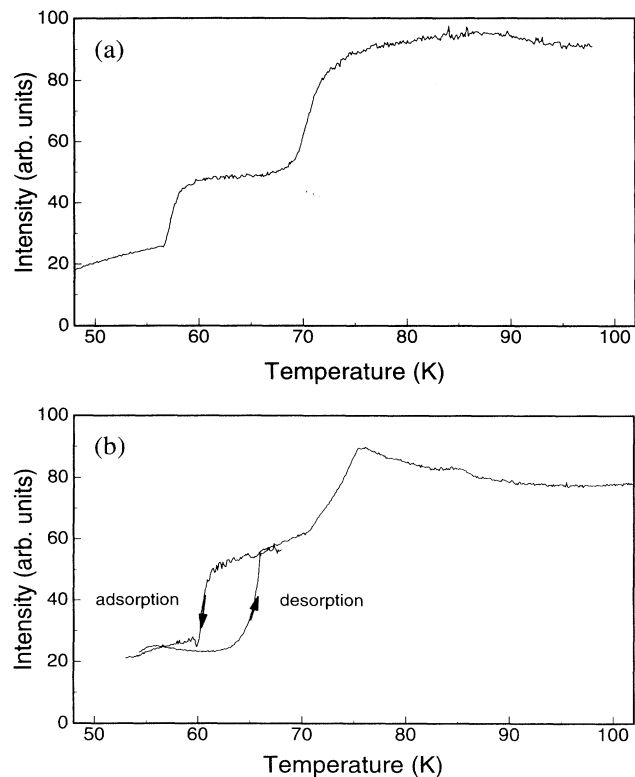 (a)
100
80
60
40
20
0
Intensity (arb. units)
50 60 70 80 90 100
Temperature (K)
(b)
100
80
60
40
20
0
Intensity (arb. units)
adsorption
desorption
50 60 70 80 90 100
Temperature (K)